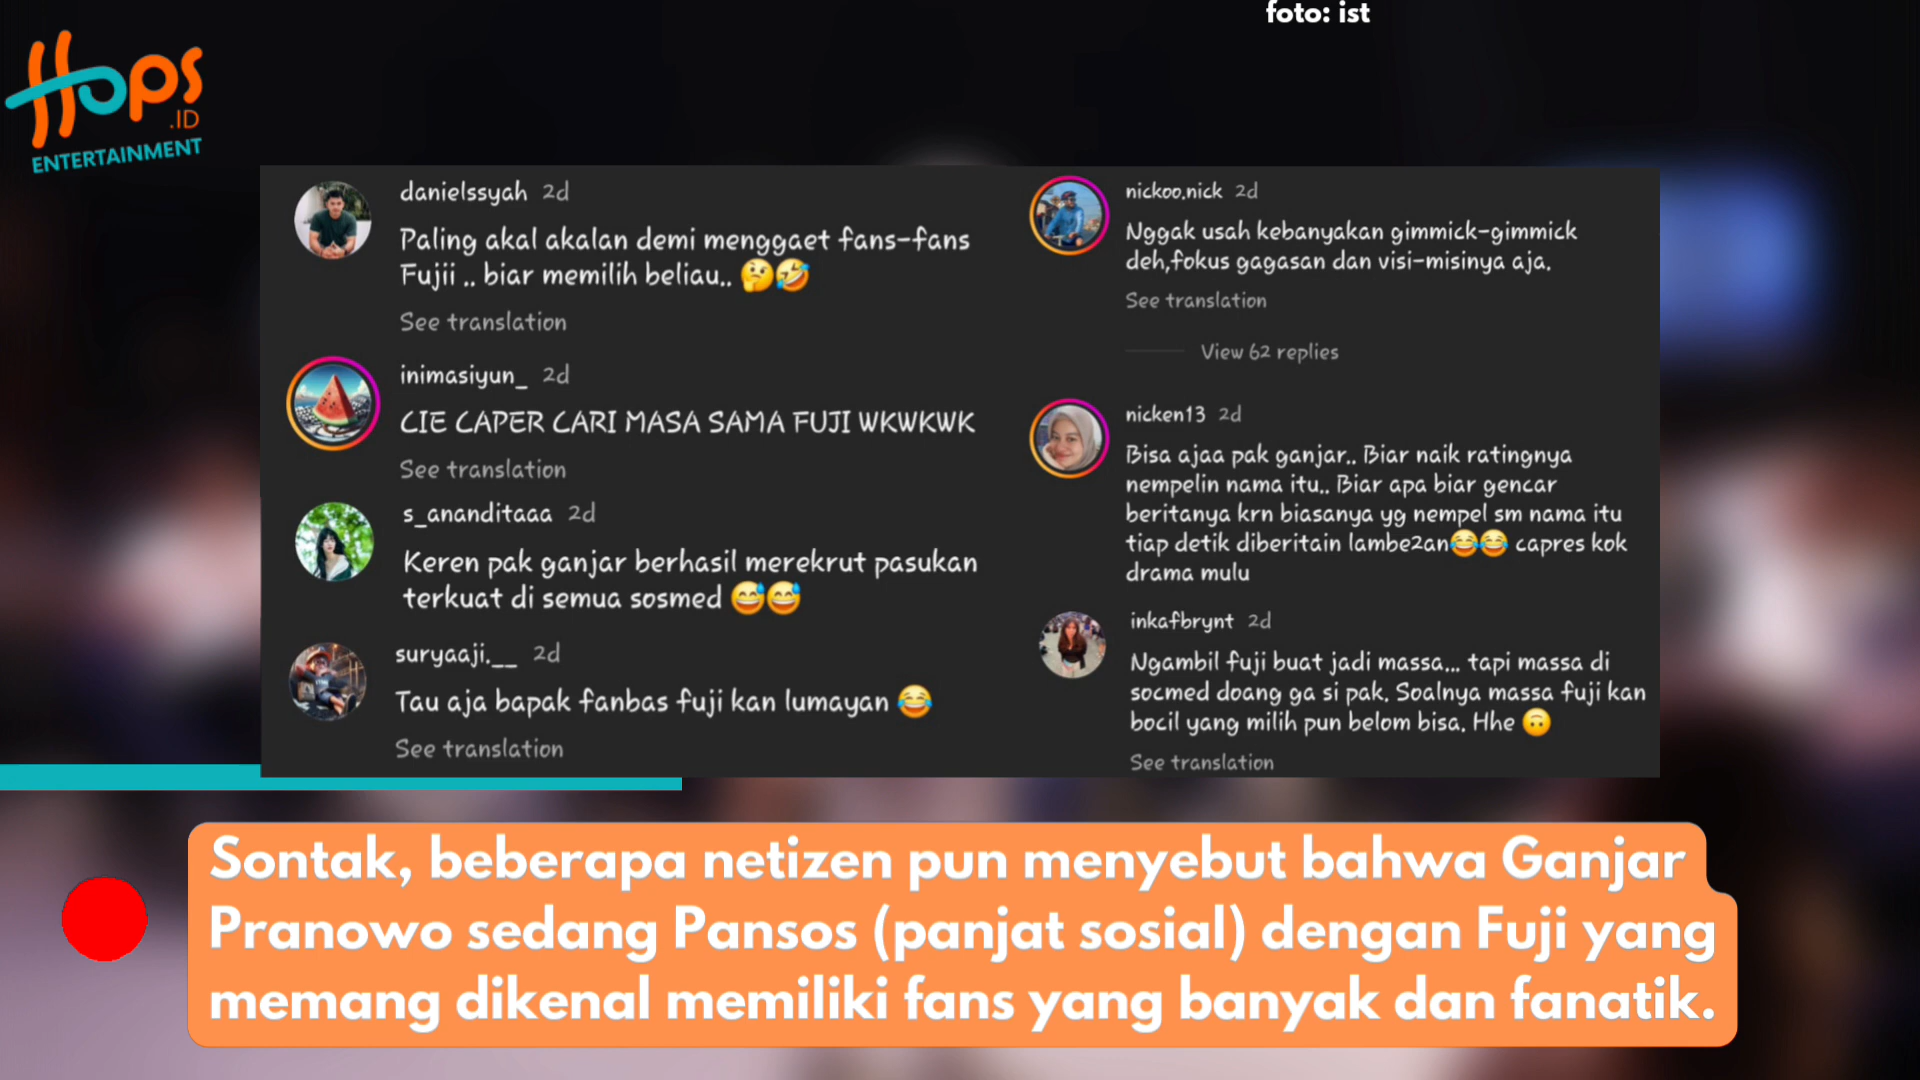 foto: ist
Hops
.ID
ENTERTAINMENT
danielssyah 2d
Paling akal akalan demi menggaet fans-fans
Fujii .. biar memilih beliau.. 🤔🤣
See translation
inimasiyun_ 2d
CIE CAPER CARI MASA SAMA FUJI WKWKWK
See translation
s_ananditaaa 2d
Keren pak ganjar berhasil merekrut pasukan
terkuat di semua sosmed 😅😅
suryaaji.__ 2d
Tau aja bapak fanbas fuji kan lumayan 😂
See translation
nickoo.nick 2d
Nggak usah kebanyakan gimmick-gimmick
deh,fokus gagasan dan visi-misinya aja.
See translation
View 62 replies
nicken13 2d
Bisa ajaa pak ganjar.. Biar naik ratingnya
nempelin nama itu.. Biar apa biar gencar
beritanya krn biasanya yg nempel sm nama itu
tiap detik diberitain lambe2an😂😂 capres kok
drama mulu
inkafbrynt 2d
Ngambil fuji buat jadi massa... tapi massa di
socmed doang ga si pak. Soalnya massa fuji kan
bocil yang milih pun belom bisa. Hhe 🙃
See translation
Sontak, beberapa netizen pun menyebut bahwa Ganjar
Pranowo sedang Pansos (panjat sosial) dengan Fuji yang
memang dikenal memiliki fans yang banyak dan fanatik.